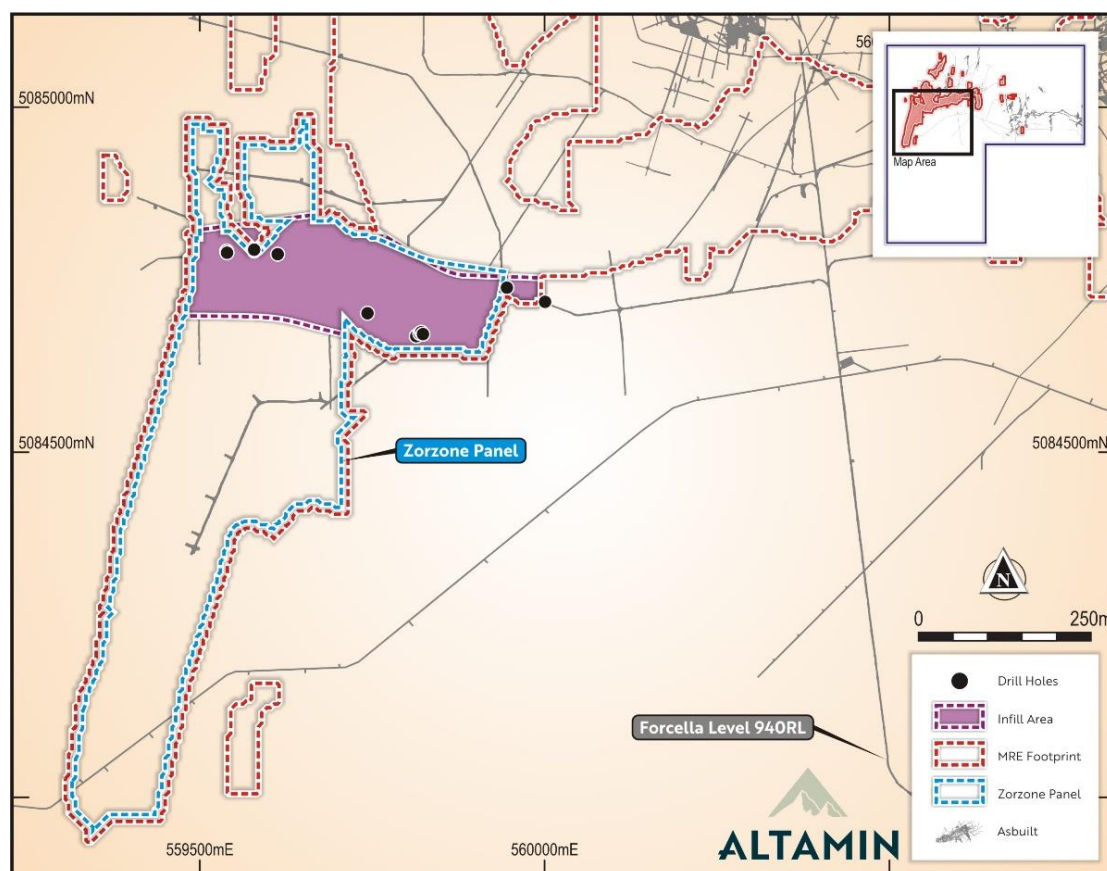 56
5085000mN
Map Area
5084500mN
5084500mN
Zorzone Panel
N
0
250m
Forcella Level 940RL
Drill Holes
Infill Area
MRE Footprint
Zorzone Panel
Asbuilt
ALTAMIN
559500mE
560000mE